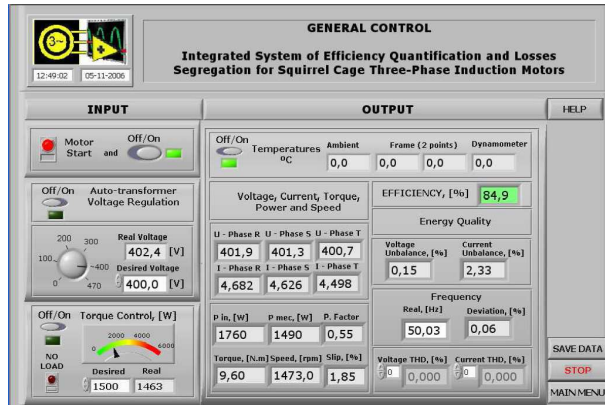 GENERAL CONTROL
Integrated System of Efficiency Quantification and Losses
Segregation for Squirrel Cage Three-Phase Induction Motors
3~
12:49:02 05-11-2006
INPUT
OUTPUT
HELP
Motor Start and Off/On
Off/On Auto-transformer
Voltage Regulation
200 300
100
400
0 470
Real Voltage
402,4 [V]
Desired Voltage
400,0 [V]
Off/On Torque Control, [W]
2000 4000
0 6000
NO
LOAD
Desired Real
1500 1463
Off/On Temperatures ºC
Ambient Frame (2 points) Dynamometer
0,0 0,0 0,0 0,0
Voltage, Current, Torque,
Power and Speed
U - Phase R U - Phase S U - Phase T
401,9 401,3 400,7
I - Phase R I - Phase S I - Phase T
4,682 4,626 4,498
P in, [W] P mec, [W] P. Factor
1760 1490 0,55
Torque, [N.m] Speed, [rpm] Slip, [%]
9,60 1473,0 1,85
EFFICIENCY, [%] 84,9
Energy Quality
Voltage Unbalance, [%] Current Unbalance, [%]
0,15 2,33
Frequency
Real, [Hz] Deviation, [%]
50,03 0,06
Voltage THD, [%] Current THD, [%]
0 0,000 0 0,000
SAVE DATA
STOP
MAIN MENU